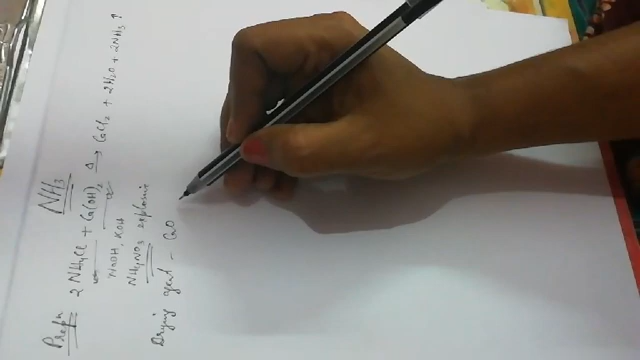 NH3
Prepn
2 NH4Cl + Ca(OH)2 →Δ CaCl2 + 2H2O + 2NH3 ↑
NaOH, KOH
NH4NO3 explosive
Drying agent - CaO